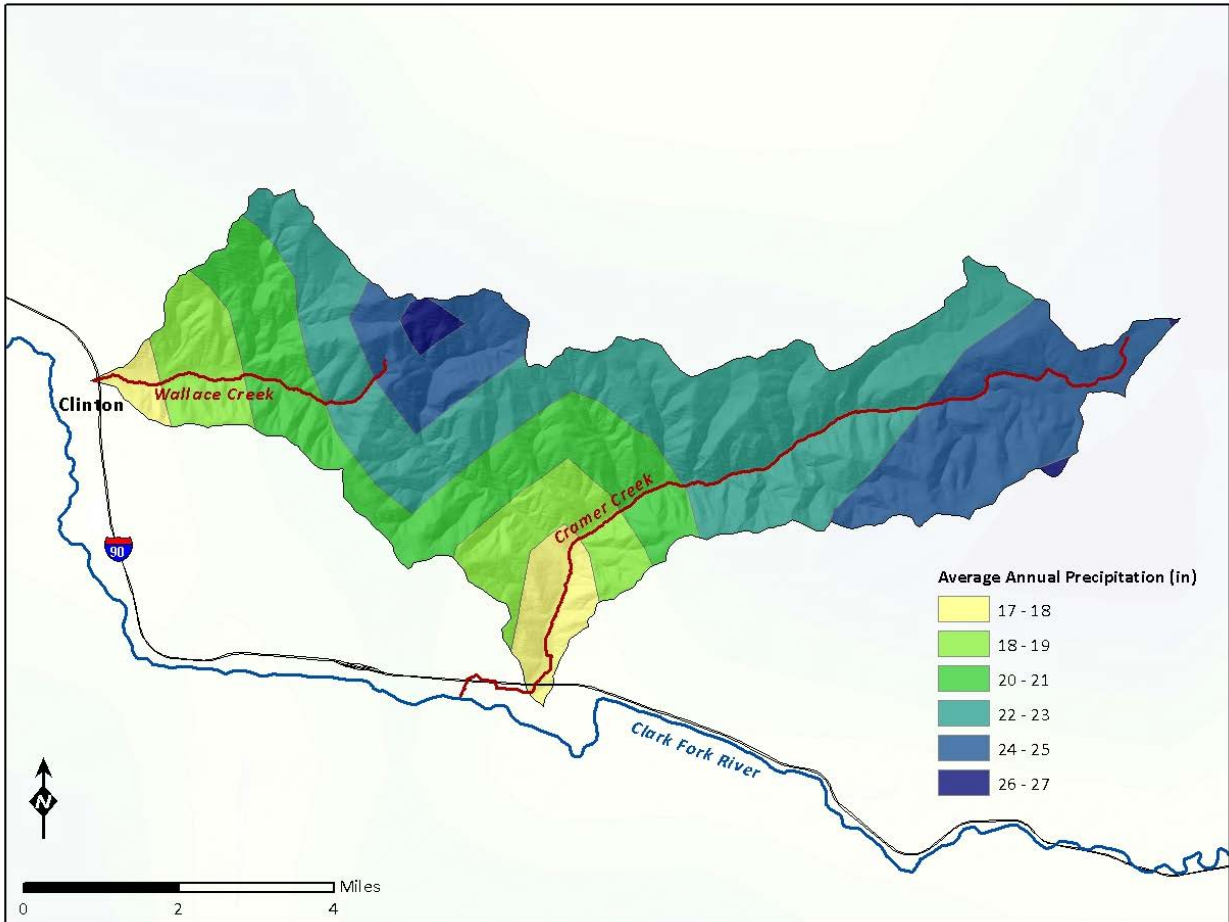 Wallace Creek
Clinton
Cramer Creek
90
Clark Fork River
Average Annual Precipitation (in)
17 - 18
18 - 19
20 - 21
22 - 23
24 - 25
26 - 27
N
Miles
0 2 4